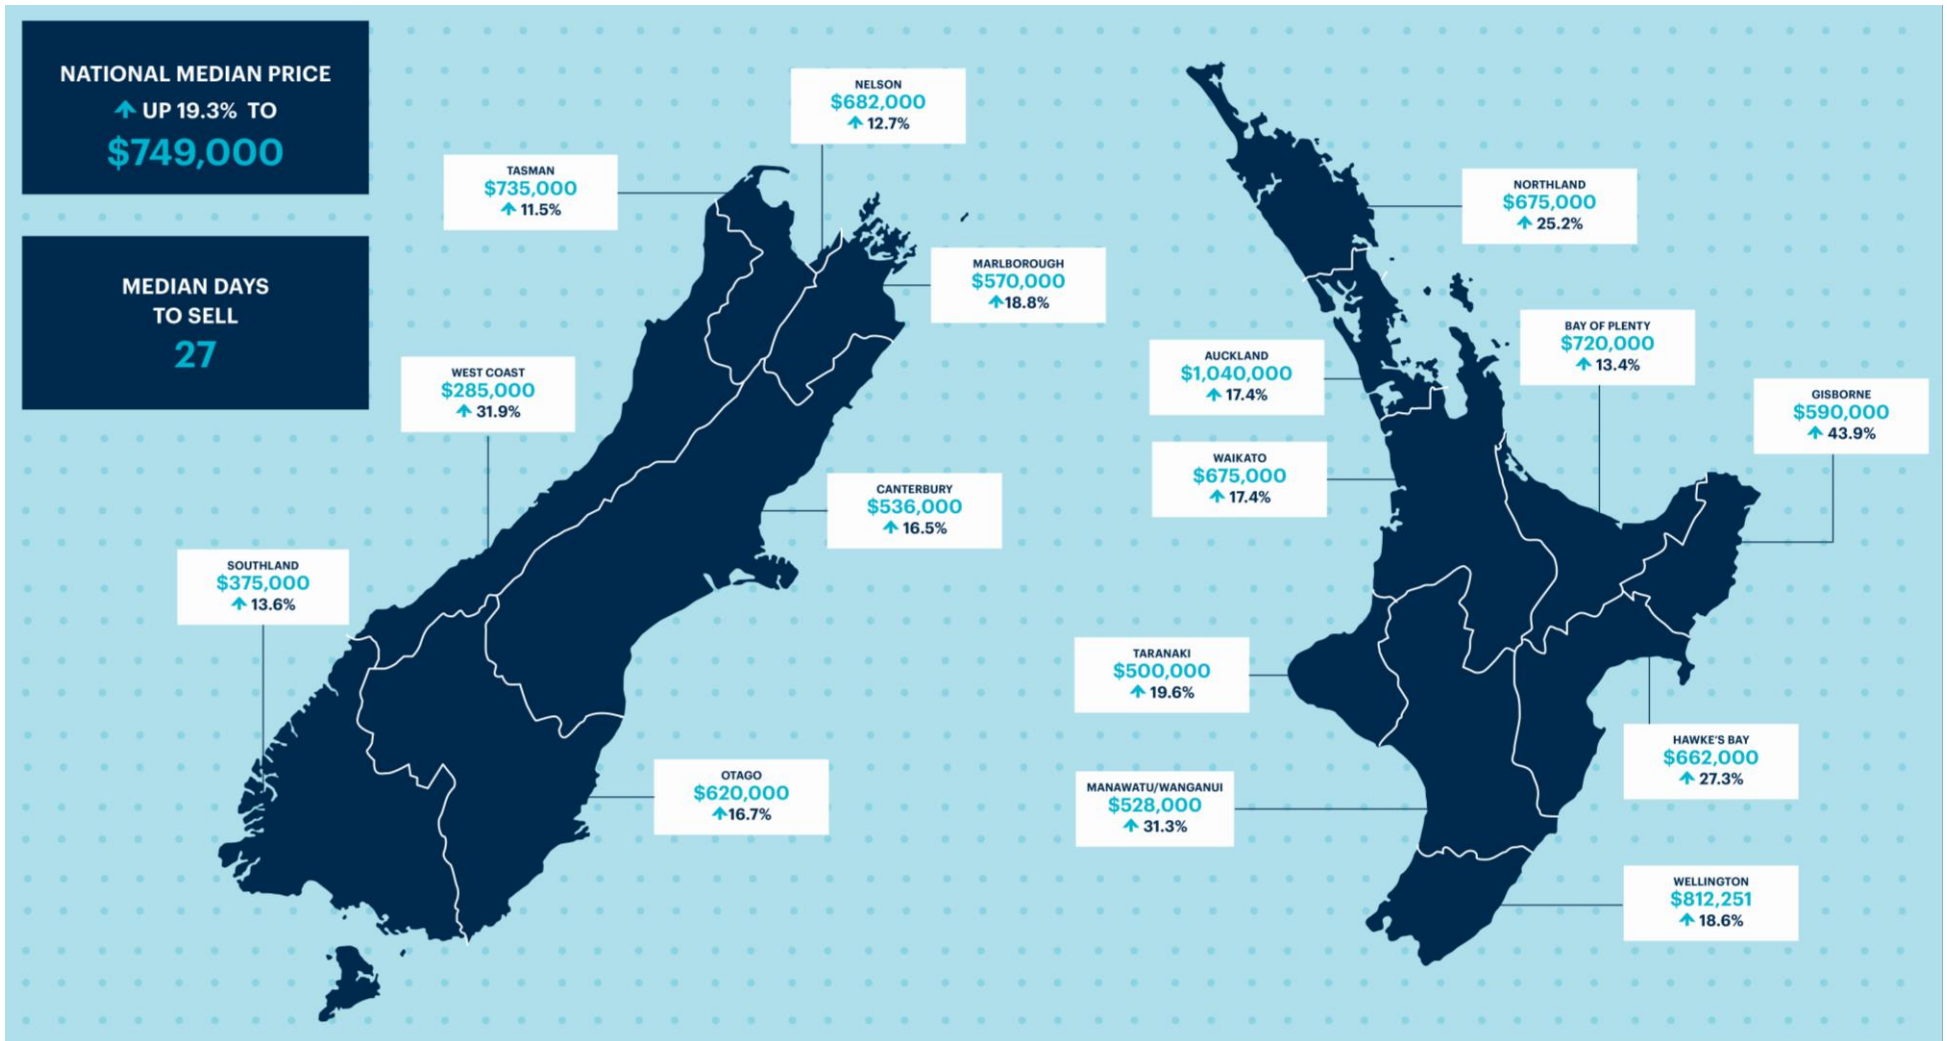 NATIONAL MEDIAN PRICE
UP 19.3% TO
$749,000
MEDIAN DAYS
TO SELL
27
NELSON
$682,000
12.7%
TASMAN
$735,000
11.5%
MARLBOROUGH
$570,000
18.8%
WEST COAST
$285,000
31.9%
CANTERBURY
$536,000
16.5%
SOUTHLAND
$375,000
13.6%
OTAGO
$620,000
16.7%
NORTHLAND
$675,000
25.2%
BAY OF PLENTY
$720,000
13.4%
AUCKLAND
$1,040,000
17.4%
GISBORNE
$590,000
43.9%
WAIKATO
$675,000
17.4%
TARANAKI
$500,000
19.6%
HAWKE'S BAY
$662,000
27.3%
MANAWATU/WANGANUI
$528,000
31.3%
WELLINGTON
$812,251
18.6%